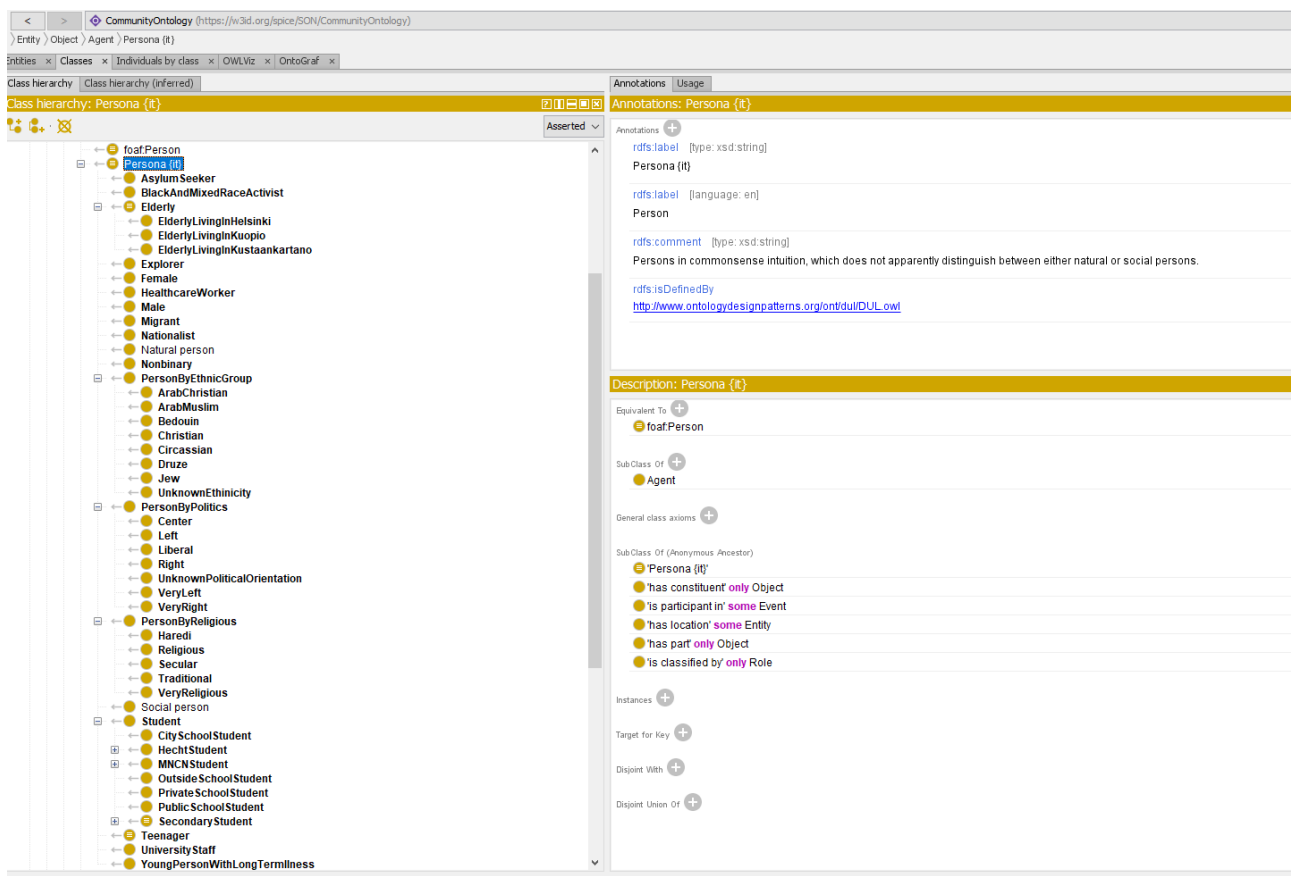 < > CommunityOntology (https://w3id.org/spice/SON/CommunityOntology)
Entity Object Agent Persona {it}
Entities × Classes × Individuals by class × OWLViz × OntoGraf ×
Class hierarchy Class hierarchy (inferred)
Class hierarchy: Persona {it}
Asserted
foaf:Person
Persona {it}
AsylumSeeker
BlackAndMixedRaceActivist
Elderly
ElderlyLivingInHelsinki
ElderlyLivingInKuopio
ElderlyLivingInKustaankartano
Explorer
Female
HealthcareWorker
Male
Migrant
Nationalist
Natural person
Nonbinary
PersonByEthnicGroup
ArabChristian
ArabMuslim
Bedouin
Christian
Circassian
Druze
Jew
UnknownEthinicity
PersonByPolitics
Center
Left
Liberal
Right
UnknownPoliticalOrientation
VeryLeft
VeryRight
PersonByReligious
Haredi
Religious
Secular
Traditional
VeryReligious
Social person
Student
CitySchoolStudent
HechtStudent
MNCNStudent
OutsideSchoolStudent
PrivateSchoolStudent
PublicSchoolStudent
SecondaryStudent
Teenager
UniversityStaff
YoungPersonWithLongTermIllness
Annotations Usage
Annotations: Persona {it}
Annotations
rdfs:label [type: xsd:string]
Persona {it}
rdfs:label [language: en]
Person
rdfs:comment [type: xsd:string]
Persons in commonsense intuition, which does not apparently distinguish between either natural or social persons.
rdfs:isDefinedBy
http://www.ontologydesignpatterns.org/ont/dul/DUL.owl
Description: Persona {it}
Equivalent To
foaf:Person
SubClass Of
Agent
General class axioms
SubClass Of (Anonymous Ancestor)
'Persona {it}'
'has constituent' only Object
'is participant in' some Event
'has location' some Entity
'has part' only Object
'is classified by' only Role
Instances
Target for Key
Disjoint With
Disjoint Union Of